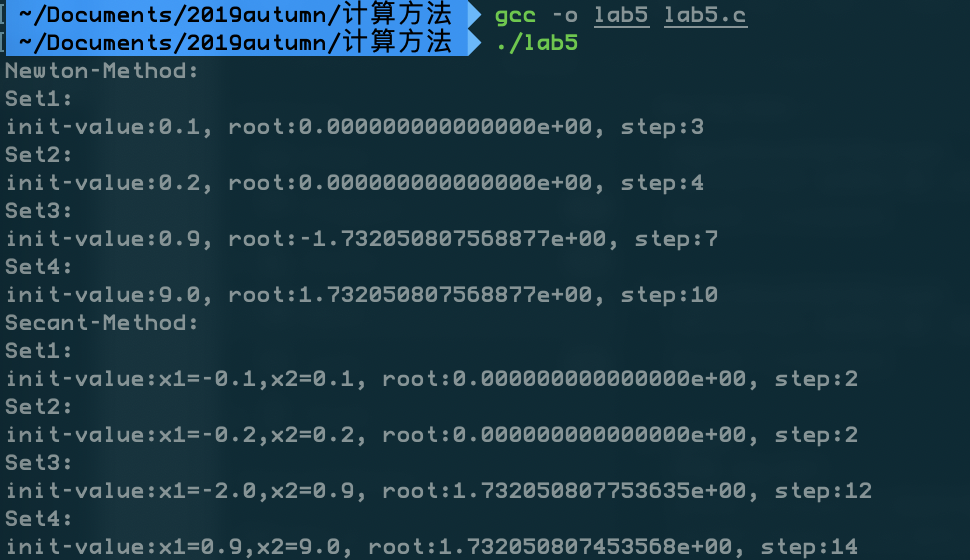 ~/Documents/2019autumn/计算方法 gcc -o lab5 lab5.c
~/Documents/2019autumn/计算方法 ./lab5
Newton-Method:
Set1:
init-value:0.1, root:0.000000000000000e+00, step:3
Set2:
init-value:0.2, root:0.000000000000000e+00, step:4
Set3:
init-value:0.9, root:-1.732050807568877e+00, step:7
Set4:
init-value:9.0, root:1.732050807568877e+00, step:10
Secant-Method:
Set1:
init-value:x1=-0.1,x2=0.1, root:0.000000000000000e+00, step:2
Set2:
init-value:x1=-0.2,x2=0.2, root:0.000000000000000e+00, step:2
Set3:
init-value:x1=-2.0,x2=0.9, root:1.732050807753635e+00, step:12
Set4:
init-value:x1=0.9,x2=9.0, root:1.732050807453568e+00, step:14